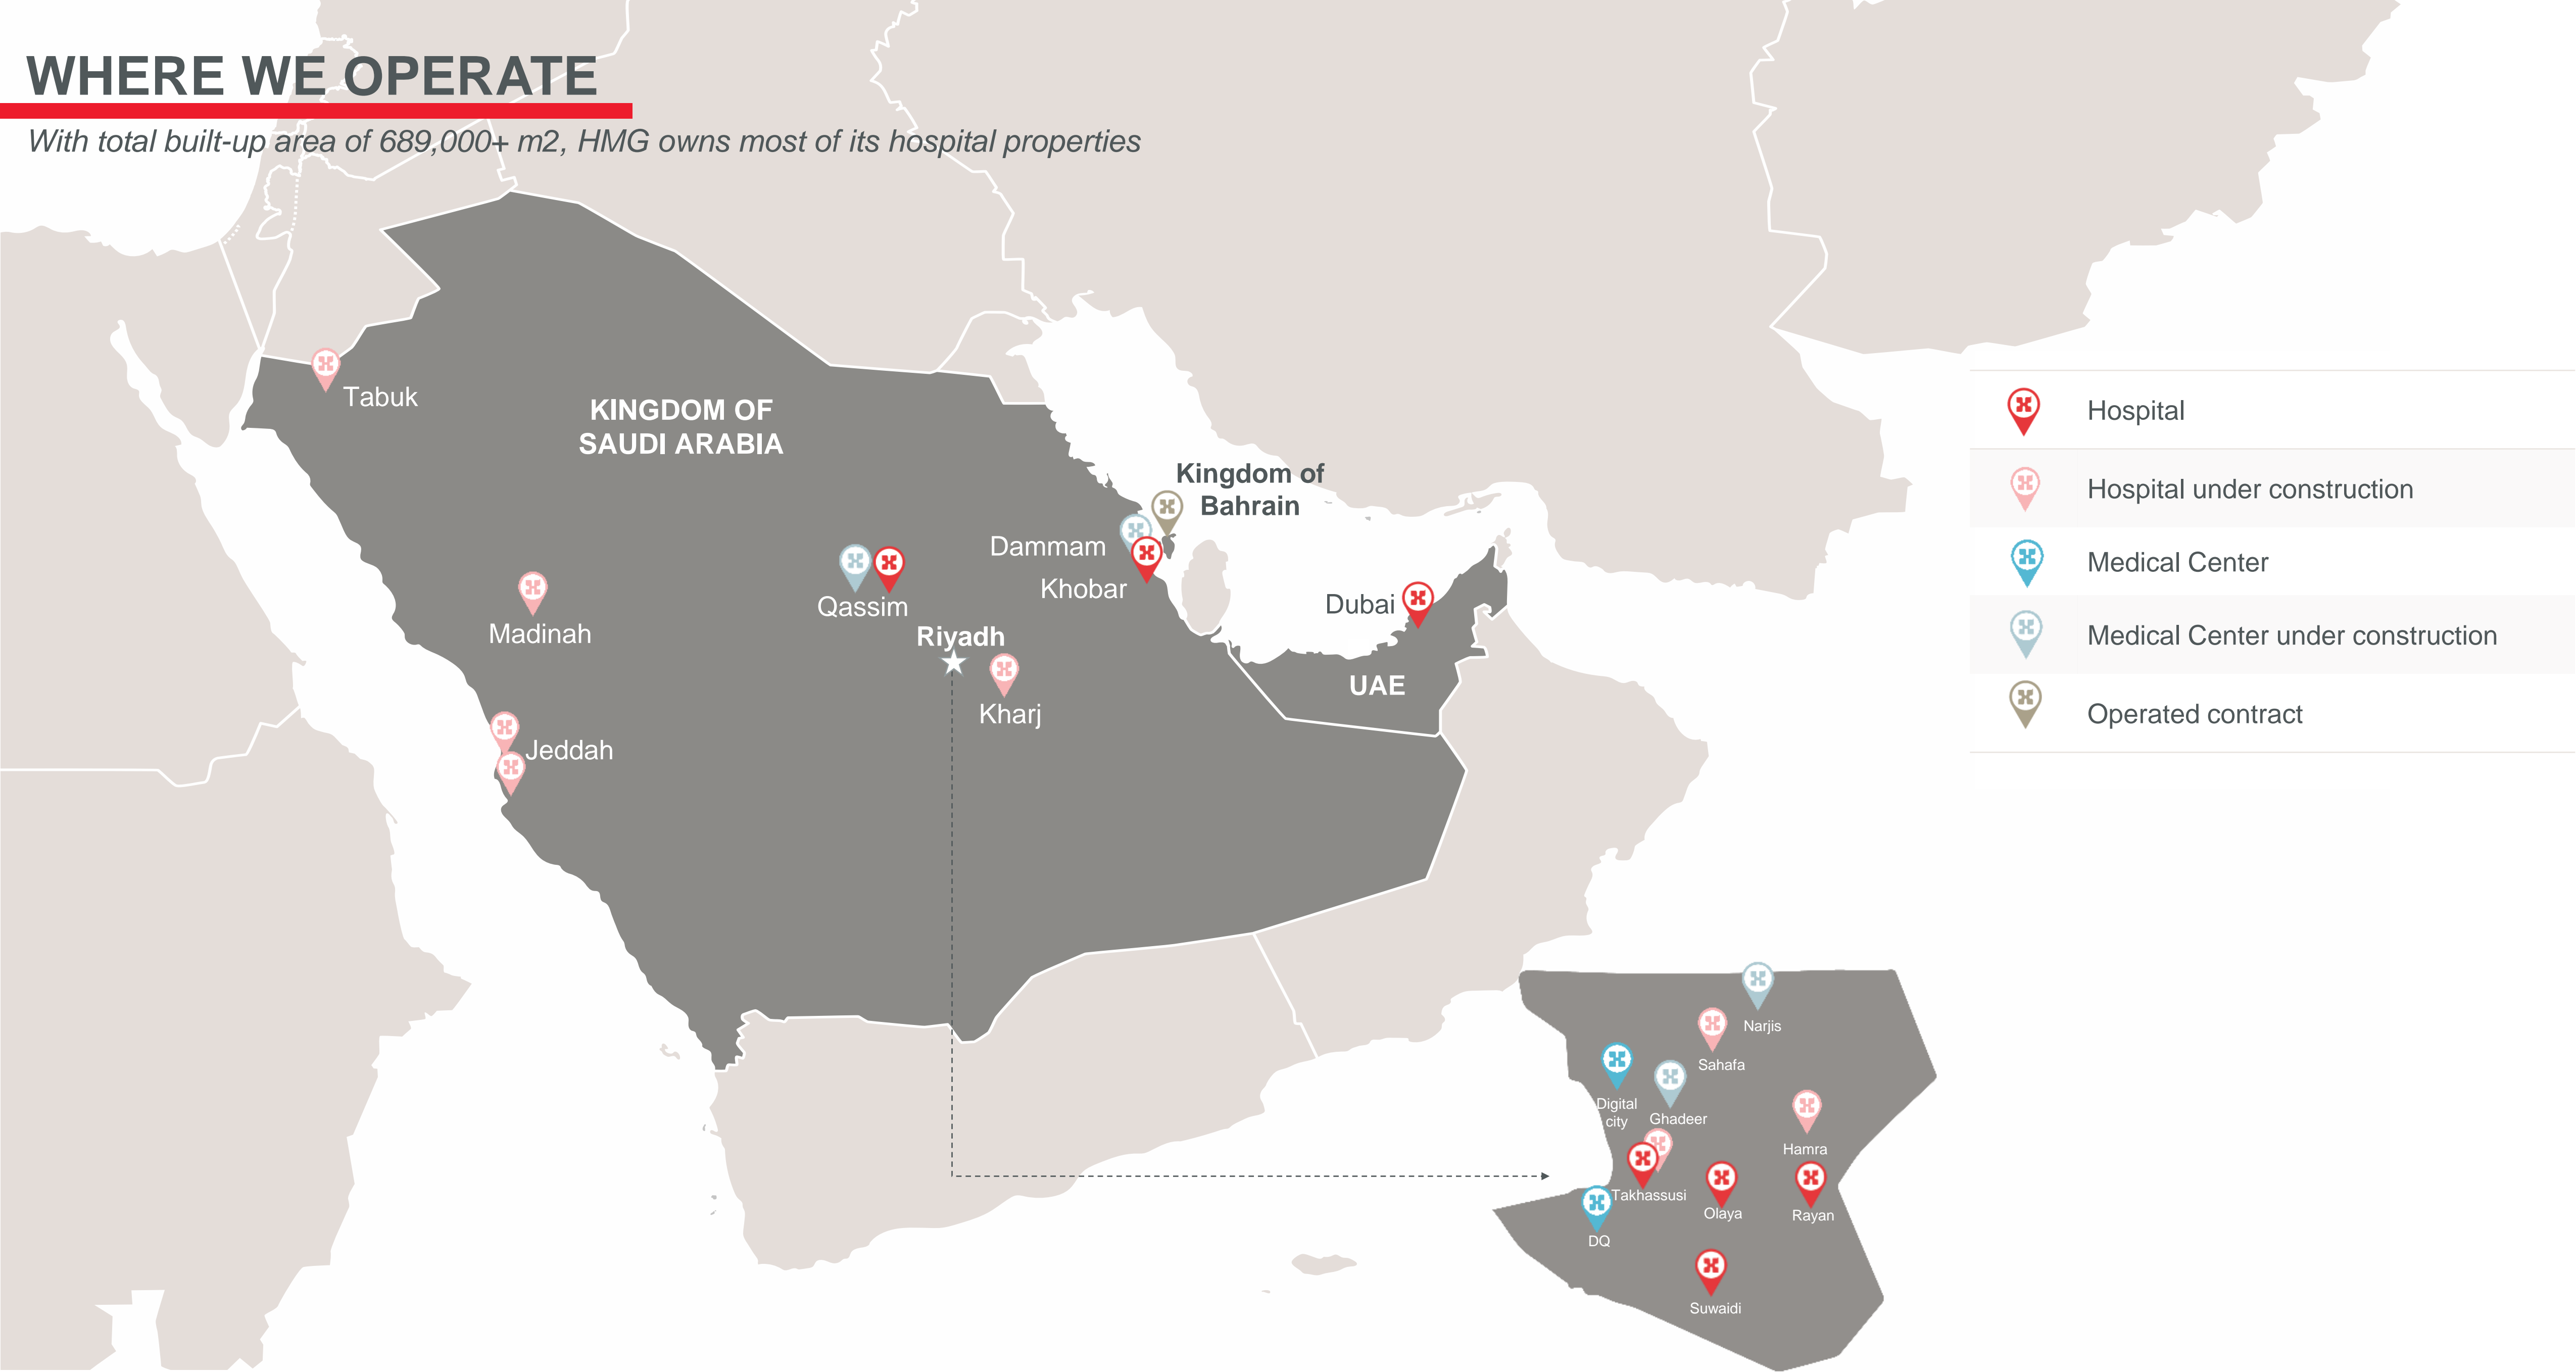 WHERE WE OPERATE
With total built-up area of 689,000+ m2, HMG owns most of its hospital properties
Tabuk
KINGDOM OF
SAUDI ARABIA
Kingdom of
Bahrain
Dammam
Khobar
Qassim
Dubai
Madinah
Riyadh
Kharj
UAE
Jeddah
Hospital
Hospital under construction
Medical Center
Medical Center under construction
Operated contract
Narjis
Sahafa
Digital
city
Ghadeer
Hamra
Takhassusi
Olaya
Rayan
DQ
Suwaidi